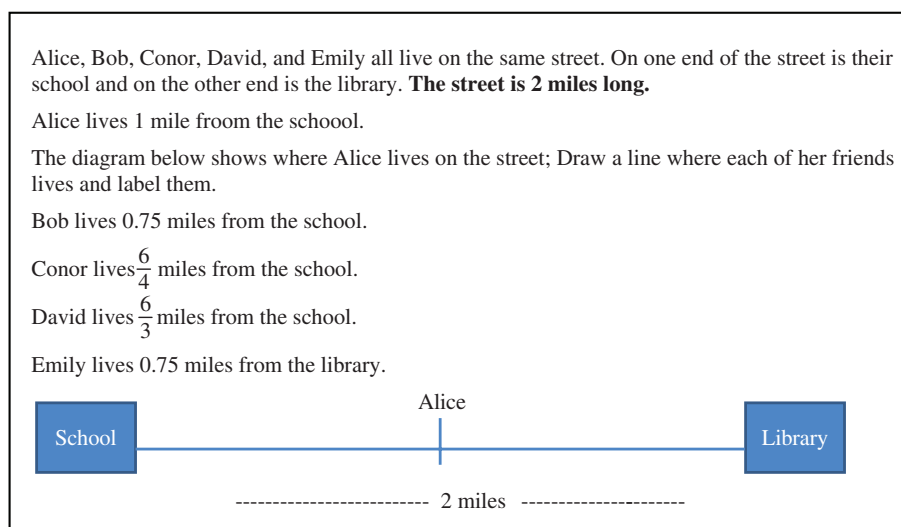 Alice, Bob, Conor, David, and Emily all live on the same street. On one end of the street is their
school and on the other end is the library. The street is 2 miles long.
Alice lives 1 mile froom the schoool.
The diagram below shows where Alice lives on the street; Draw a line where each of her friends
lives and label them.
Bob lives 0.75 miles from the school.
Conor lives 6/4 miles from the school.
David lives 6/3 miles from the school.
Emily lives 0.75 miles from the library.
Alice
School Library
------------------------- 2 miles ---------------------